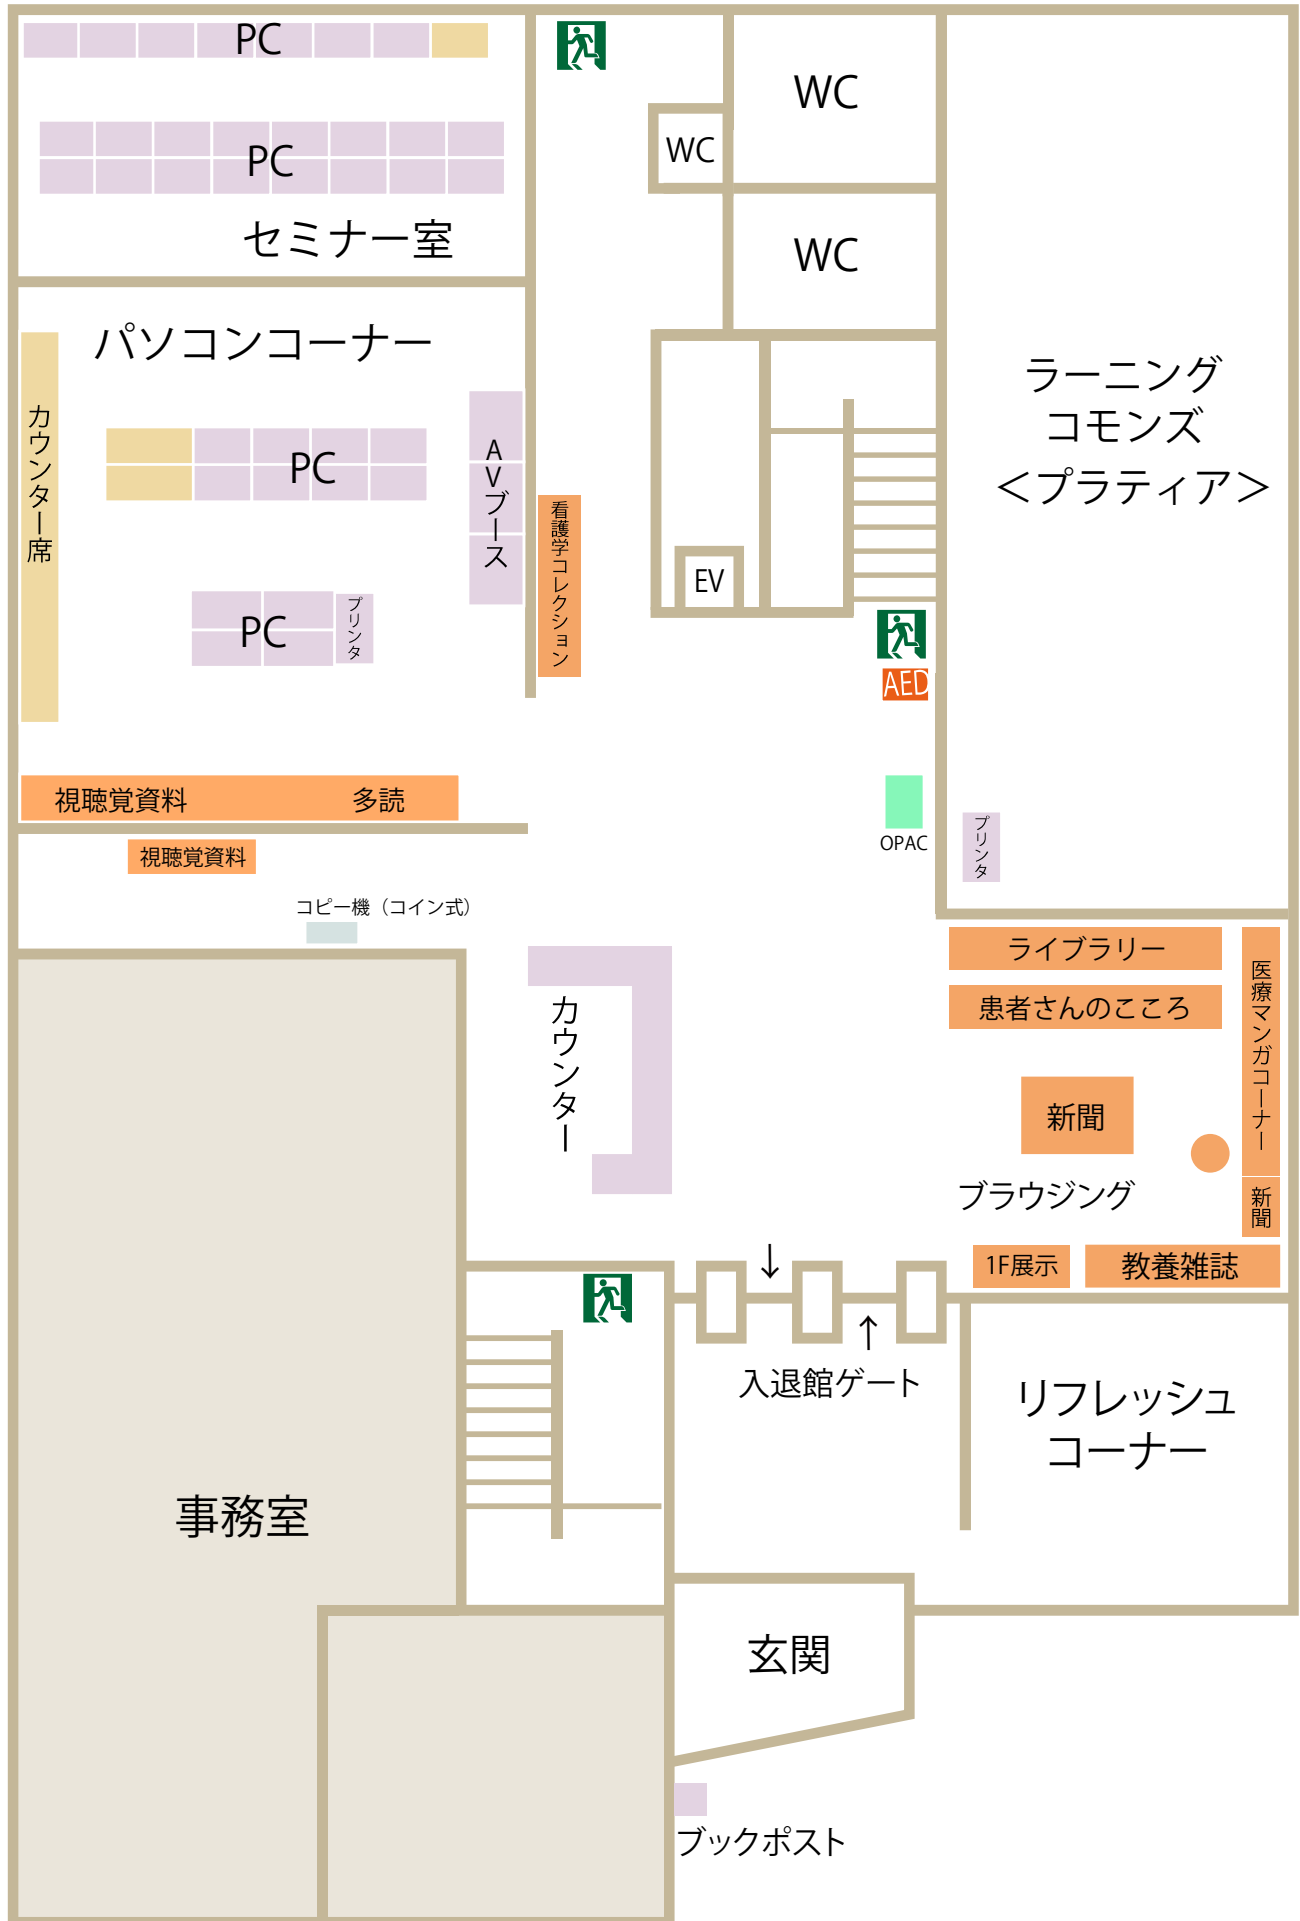 PC
PC
セミナー室
WC
WC
WC
パソコンコーナー
カウンター席
PC
AVブース
看護学コレクション
PC
プリンタ
EV
ラーニング
コモンズ
＜プラティア＞
AED
OPAC
プリンタ
視聴覚資料
多読
視聴覚資料
コピー機（コイン式）
カウンター
ライブラリー
患者さんのこころ
医療マンガコーナー
新聞
新聞
ブラウジング
1F展示
教養雑誌
↓
↑
入退館ゲート
リフレッシュ
コーナー
事務室
玄関
ブックポスト